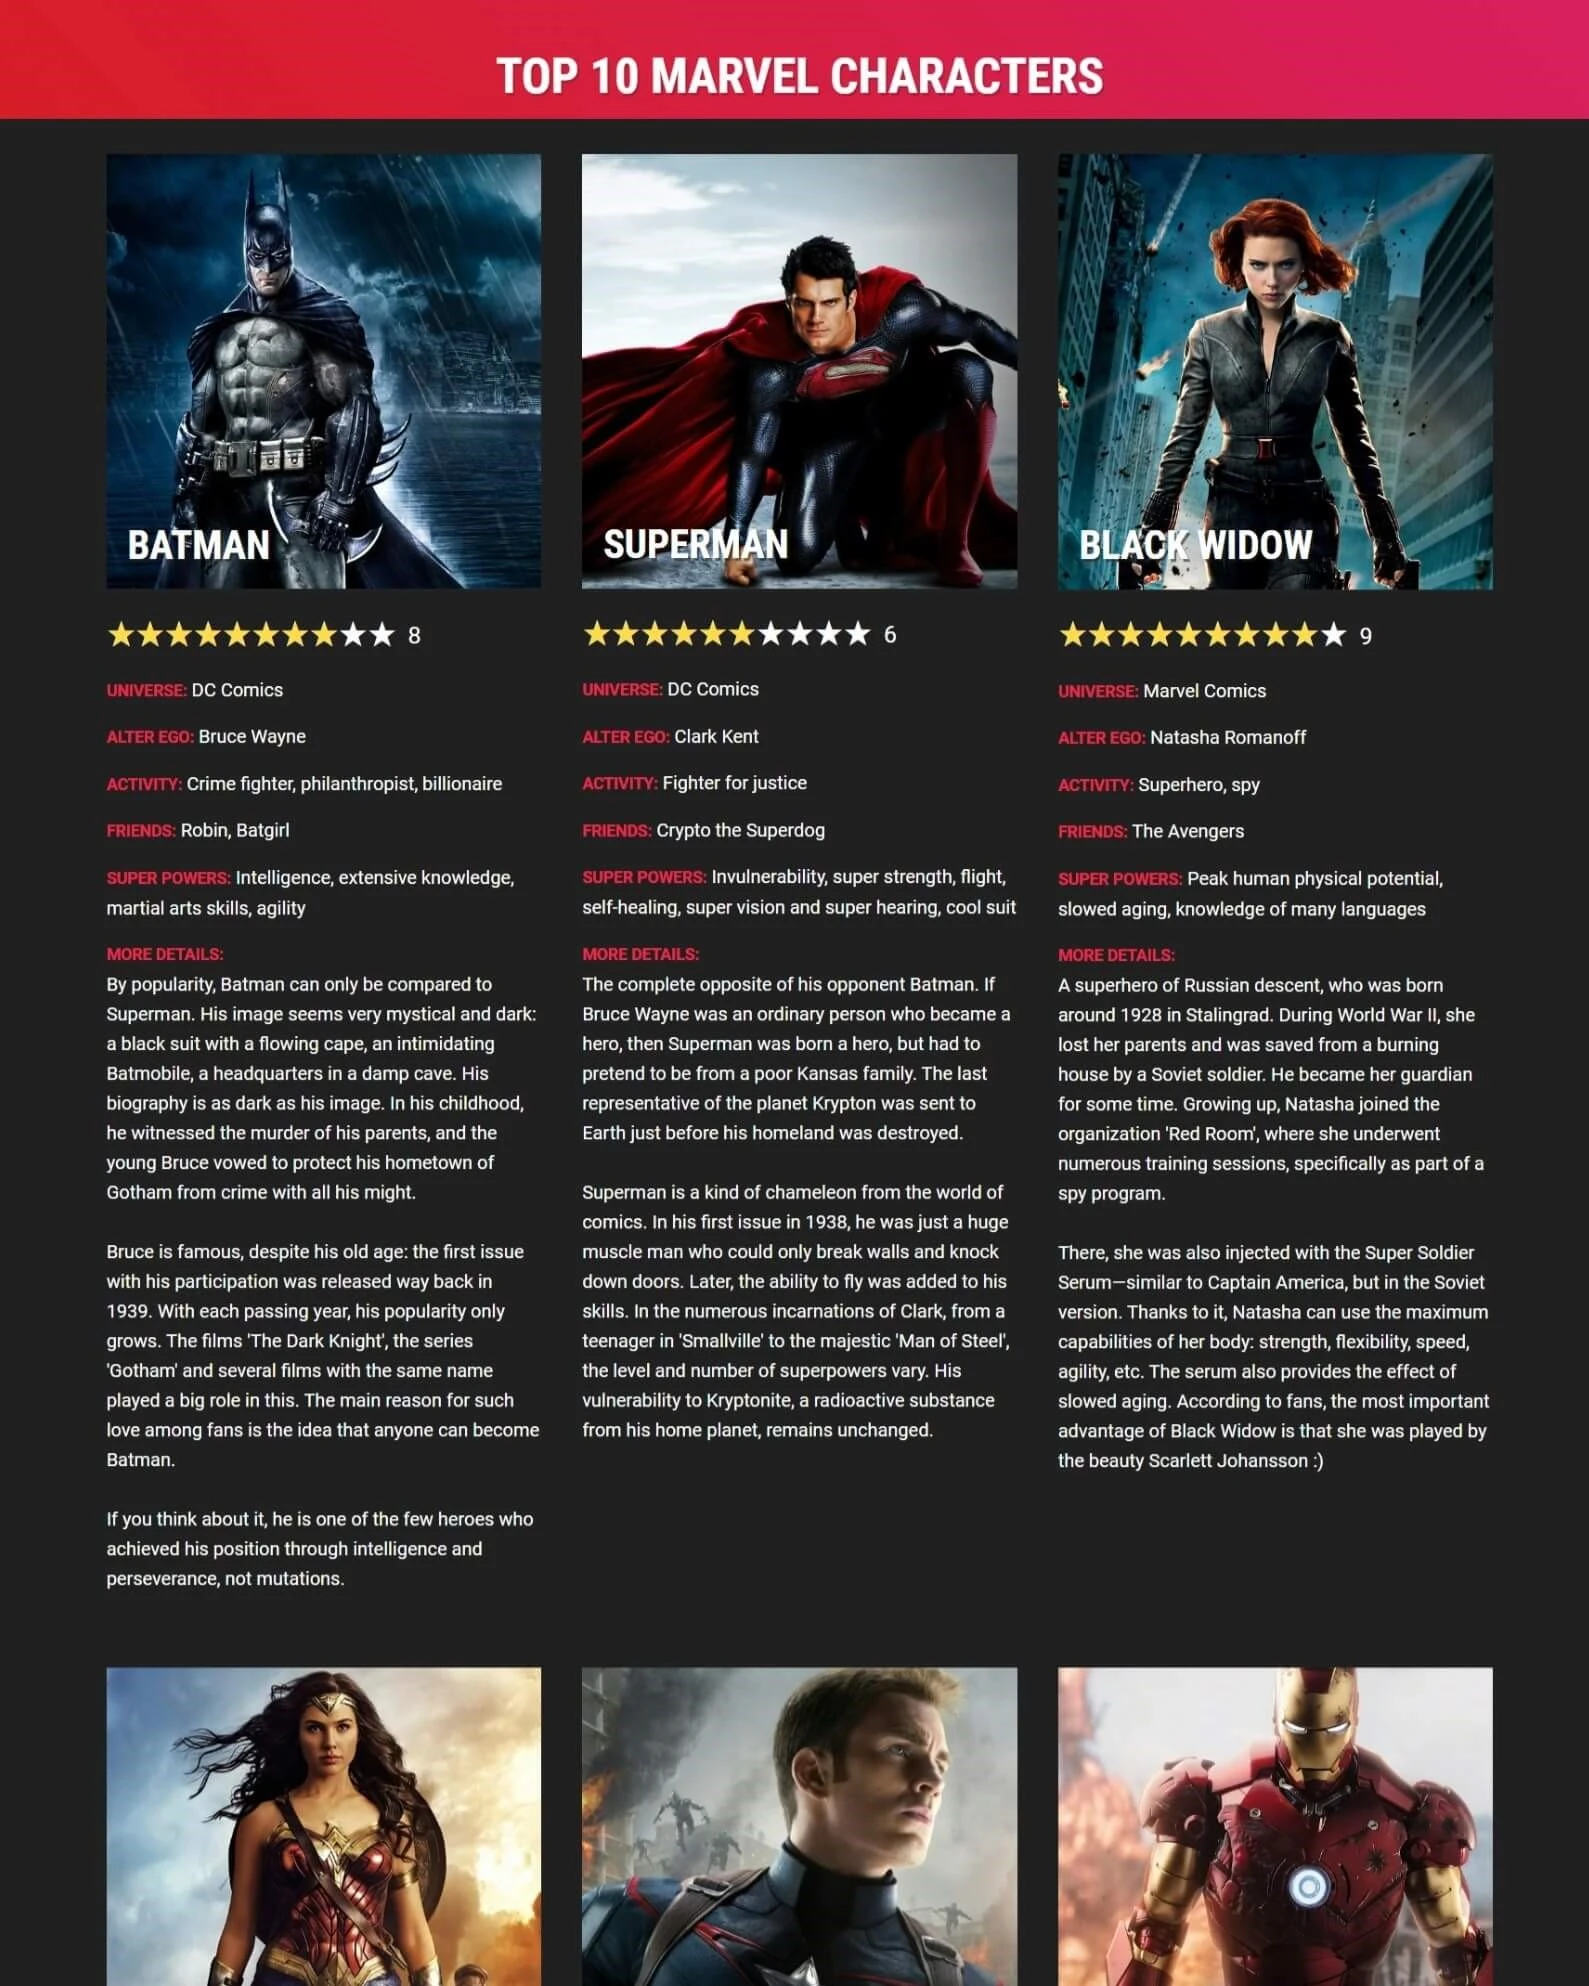 TOP 10 MARVEL CHARACTERS
BATMAN
8
UNIVERSE: DC Comics
ALTER EGO: Bruce Wayne
ACTIVITY: Crime fighter, philanthropist, billionaire
FRIENDS: Robin, Batgirl
SUPER POWERS: Intelligence, extensive knowledge,
martial arts skills, agility
MORE DETAILS:
By popularity, Batman can only be compared to
Superman. His image seems very mystical and dark:
a black suit with a flowing cape, an intimidating
Batmobile, a headquarters in a damp cave. His
biography is as dark as his image. In his childhood,
he witnessed the murder of his parents, and the
young Bruce vowed to protect his hometown of
Gotham from crime with all his might.
Bruce is famous, despite his old age: the first issue
with his participation was released way back in
1939. With each passing year, his popularity only
grows. The films 'The Dark Knight', the series
'Gotham' and several films with the same name
played a big role in this. The main reason for such
love among fans is the idea that anyone can become
Batman.
If you think about it, he is one of the few heroes who
achieved his position through intelligence and
perseverance, not mutations.
SUPERMAN
6
UNIVERSE: DC Comics
ALTER EGO: Clark Kent
ACTIVITY: Fighter for justice
FRIENDS: Crypto the Superdog
SUPER POWERS: Invulnerability, super strength, flight,
self-healing, super vision and super hearing, cool suit
MORE DETAILS:
The complete opposite of his opponent Batman. If
Bruce Wayne was an ordinary person who became a
hero, then Superman was born a hero, but had to
pretend to be from a poor Kansas family. The last
representative of the planet Krypton was sent to
Earth just before his homeland was destroyed.
Superman is a kind of chameleon from the world of
comics. In his first issue in 1938, he was just a huge
muscle man who could only break walls and knock
down doors. Later, the ability to fly was added to his
skills. In the numerous incarnations of Clark, from a
teenager in 'Smallville' to the majestic 'Man of Steel',
the level and number of superpowers vary. His
vulnerability to Kryptonite, a radioactive substance
from his home planet, remains unchanged.
BLACK WIDOW
9
UNIVERSE: Marvel Comics
ALTER EGO: Natasha Romanoff
ACTIVITY: Superhero, spy
FRIENDS: The Avengers
SUPER POWERS: Peak human physical potential,
slowed aging, knowledge of many languages
MORE DETAILS:
A superhero of Russian descent, who was born
around 1928 in Stalingrad. During World War II, she
lost her parents and was saved from a burning
house by a Soviet soldier. He became her guardian
for some time. Growing up, Natasha joined the
organization 'Red Room', where she underwent
numerous training sessions, specifically as part of a
spy program.
There, she was also injected with the Super Soldier
Serum—similar to Captain America, but in the Soviet
version. Thanks to it, Natasha can use the maximum
capabilities of her body: strength, flexibility, speed,
agility, etc. The serum also provides the effect of
slowed aging. According to fans, the most important
advantage of Black Widow is that she was played by
the beauty Scarlett Johansson :)